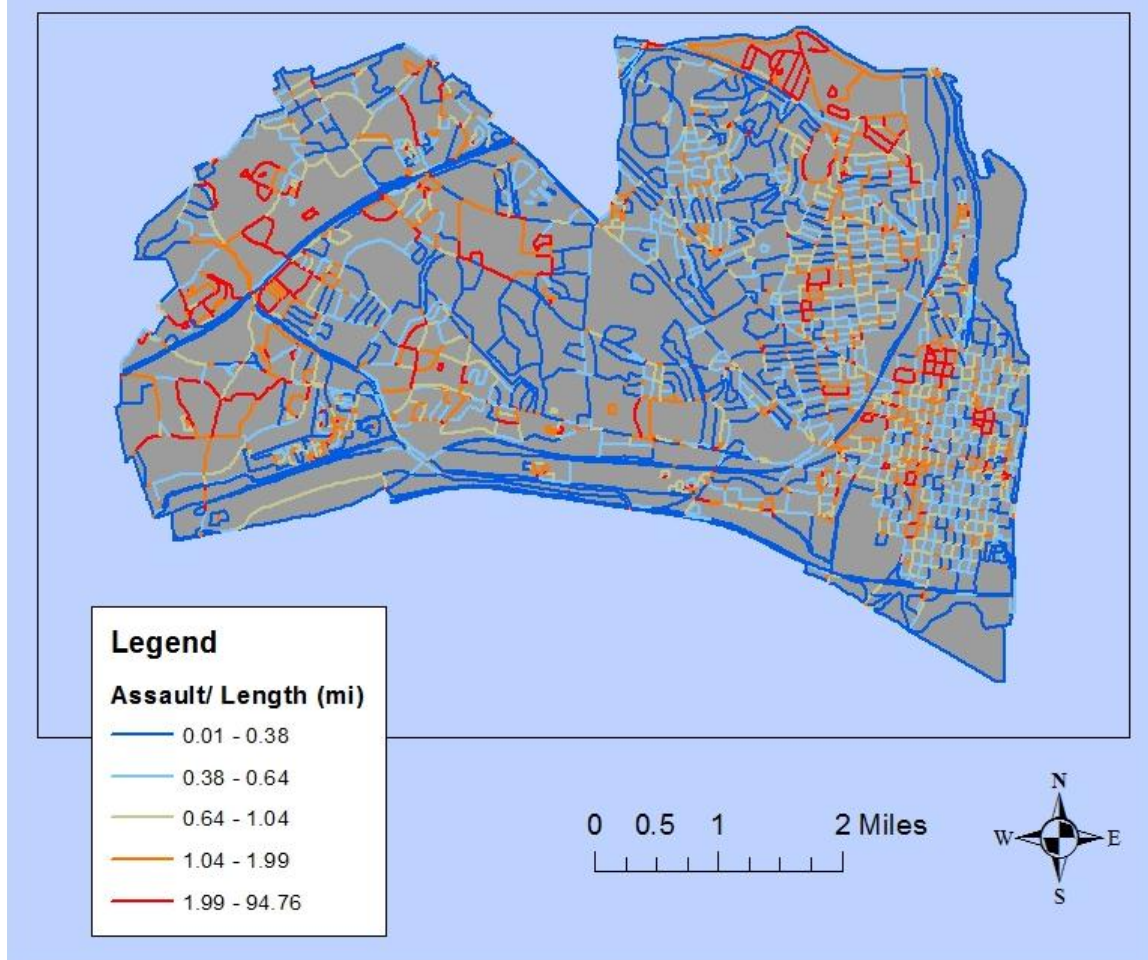 Legend
Assault/ Length (mi)
0.01 - 0.38
0.38 - 0.64
0.64 - 1.04
1.04 - 1.99
1.99 - 94.76
0 0.5 1 2 Miles
N
W E
S